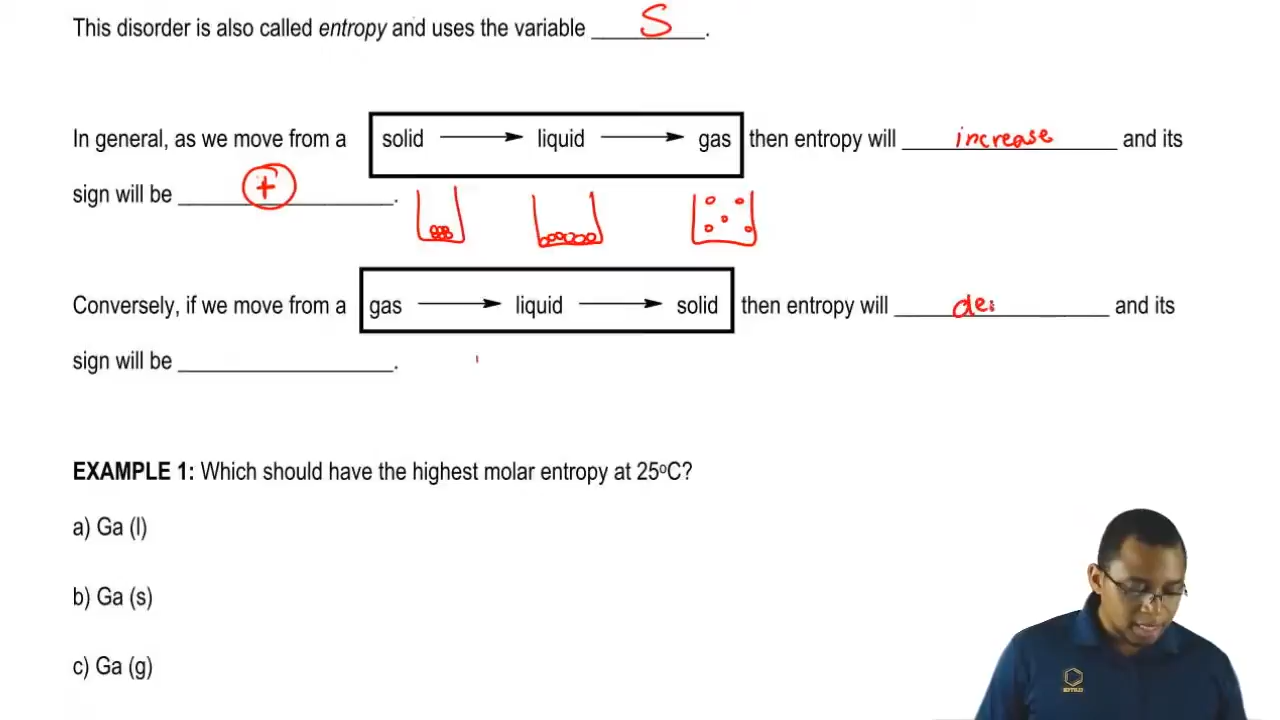 This disorder is also called entropy and uses the variable S.
In general, as we move from a solid → liquid → gas then entropy will increase and its
sign will be +.
Conversely, if we move from a gas → liquid → solid then entropy will de and its
sign will be ____________________.
EXAMPLE 1: Which should have the highest molar entropy at 25°C?
a) Ga (l)
b) Ga (s)
c) Ga (g)